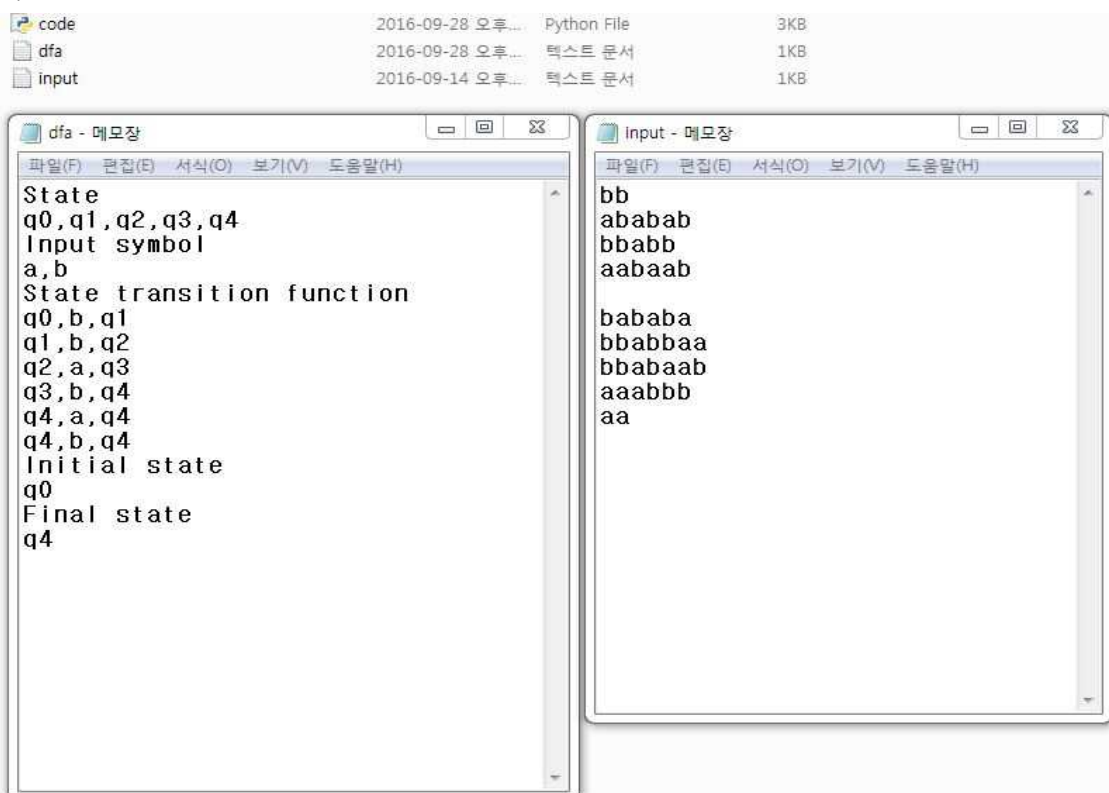 code 2016-09-28 오후... Python File 3KB
dfa 2016-09-28 오후... 텍스트 문서 1KB
input 2016-09-14 오후... 텍스트 문서 1KB
dfa - 메모장
파일(F) 편집(E) 서식(O) 보기(V) 도움말(H)
State
q0,q1,q2,q3,q4
Input symbol
a,b
State transition function
q0,b,q1
q1,b,q2
q2,a,q3
q3,b,q4
q4,a,q4
q4,b,q4
Initial state
q0
Final state
q4
input - 메모장
파일(F) 편집(E) 서식(O) 보기(V) 도움말(H)
bb
ababab
bbabb
aabaab
bababa
bbabbaa
bbabaab
aaabbb
aa